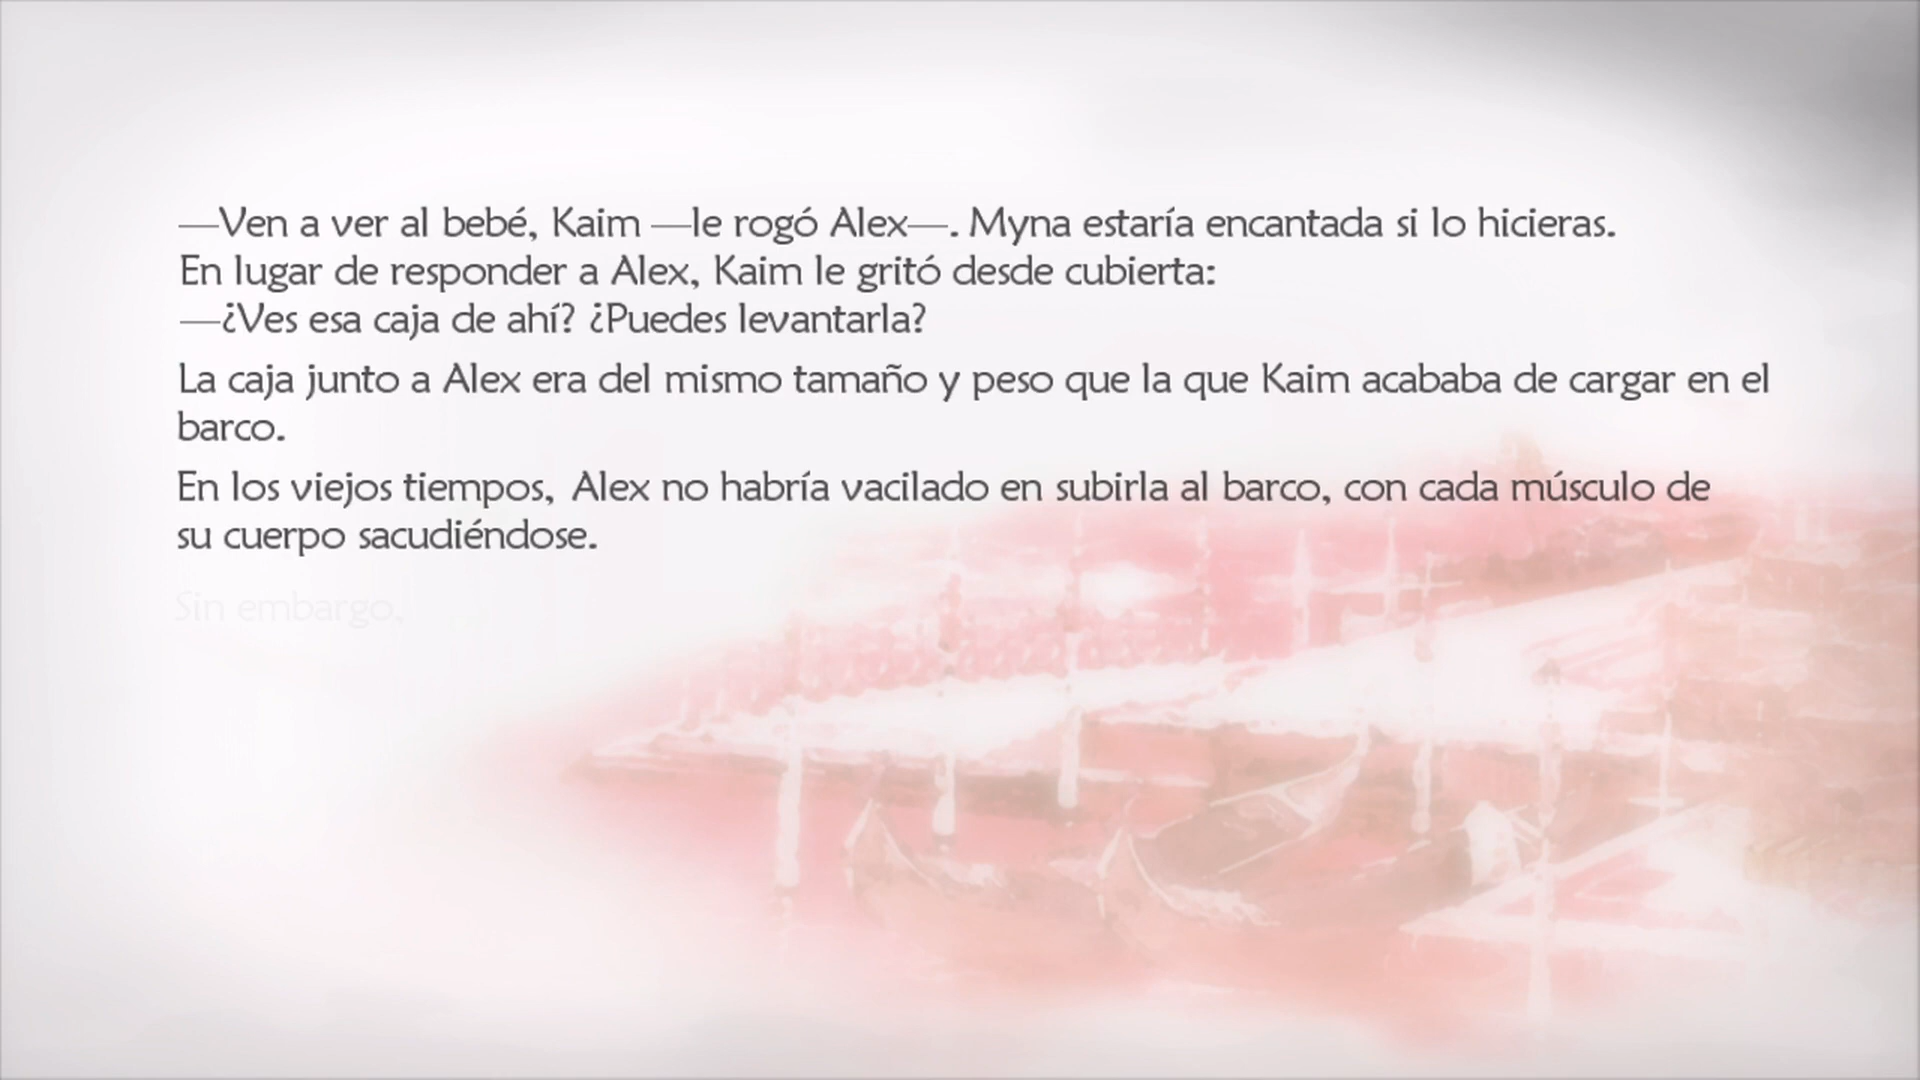 —Ven a ver al bebé, Kaim —le rogó Alex—. Myna estaría encantada si lo hicieras.
En lugar de responder a Alex, Kaim le gritó desde cubierta:
—¿Ves esa caja de ahí? ¿Puedes levantarla?
La caja junto a Alex era del mismo tamaño y peso que la que Kaim acababa de cargar en el
barco.
En los viejos tiempos, Alex no habría vacilado en subirla al barco, con cada músculo de
su cuerpo sacudiéndose.
Sin embargo,